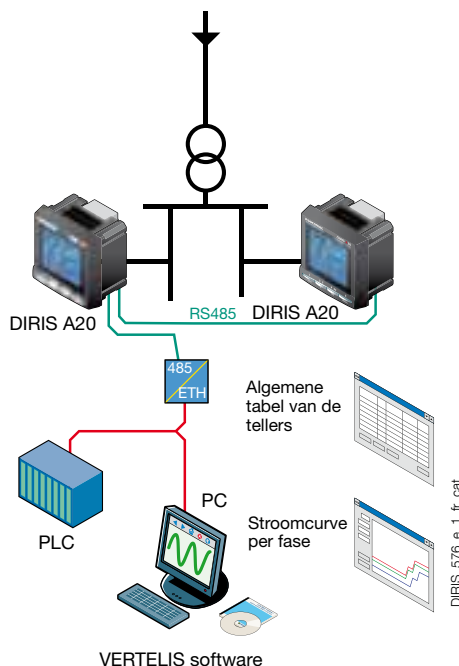 DIRIS A20
RS485
DIRIS A20
485
ETH
Algemene
tabel van de
tellers
PLC
PC
Stroomcurve
per fase
VERTELIS software
DIRIS_576_e_1_fr_cat